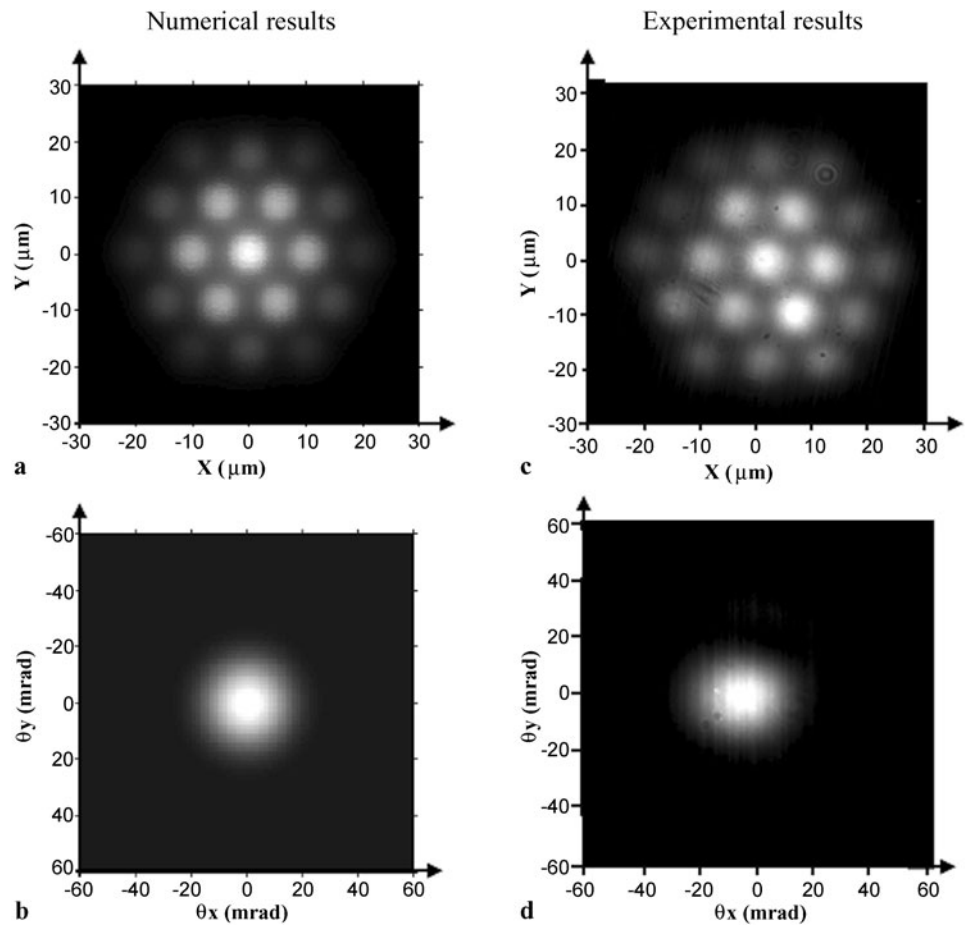 Numerical results
Experimental results
30
20
10
0
-10
-20
-30
Y (µm)
-30 -20 -10 0 10 20 30
X (µm)
a
30
20
10
0
-10
-20
-30
Y (µm)
-30 -20 -10 0 10 20 30
X (µm)
c
-60
-40
-20
0
20
40
60
θy (mrad)
-60 -40 -20 0 20 40 60
θx (mrad)
b
60
40
20
0
-20
-40
-60
θy (mrad)
-60 -40 -20 0 20 40 60
θx (mrad)
d